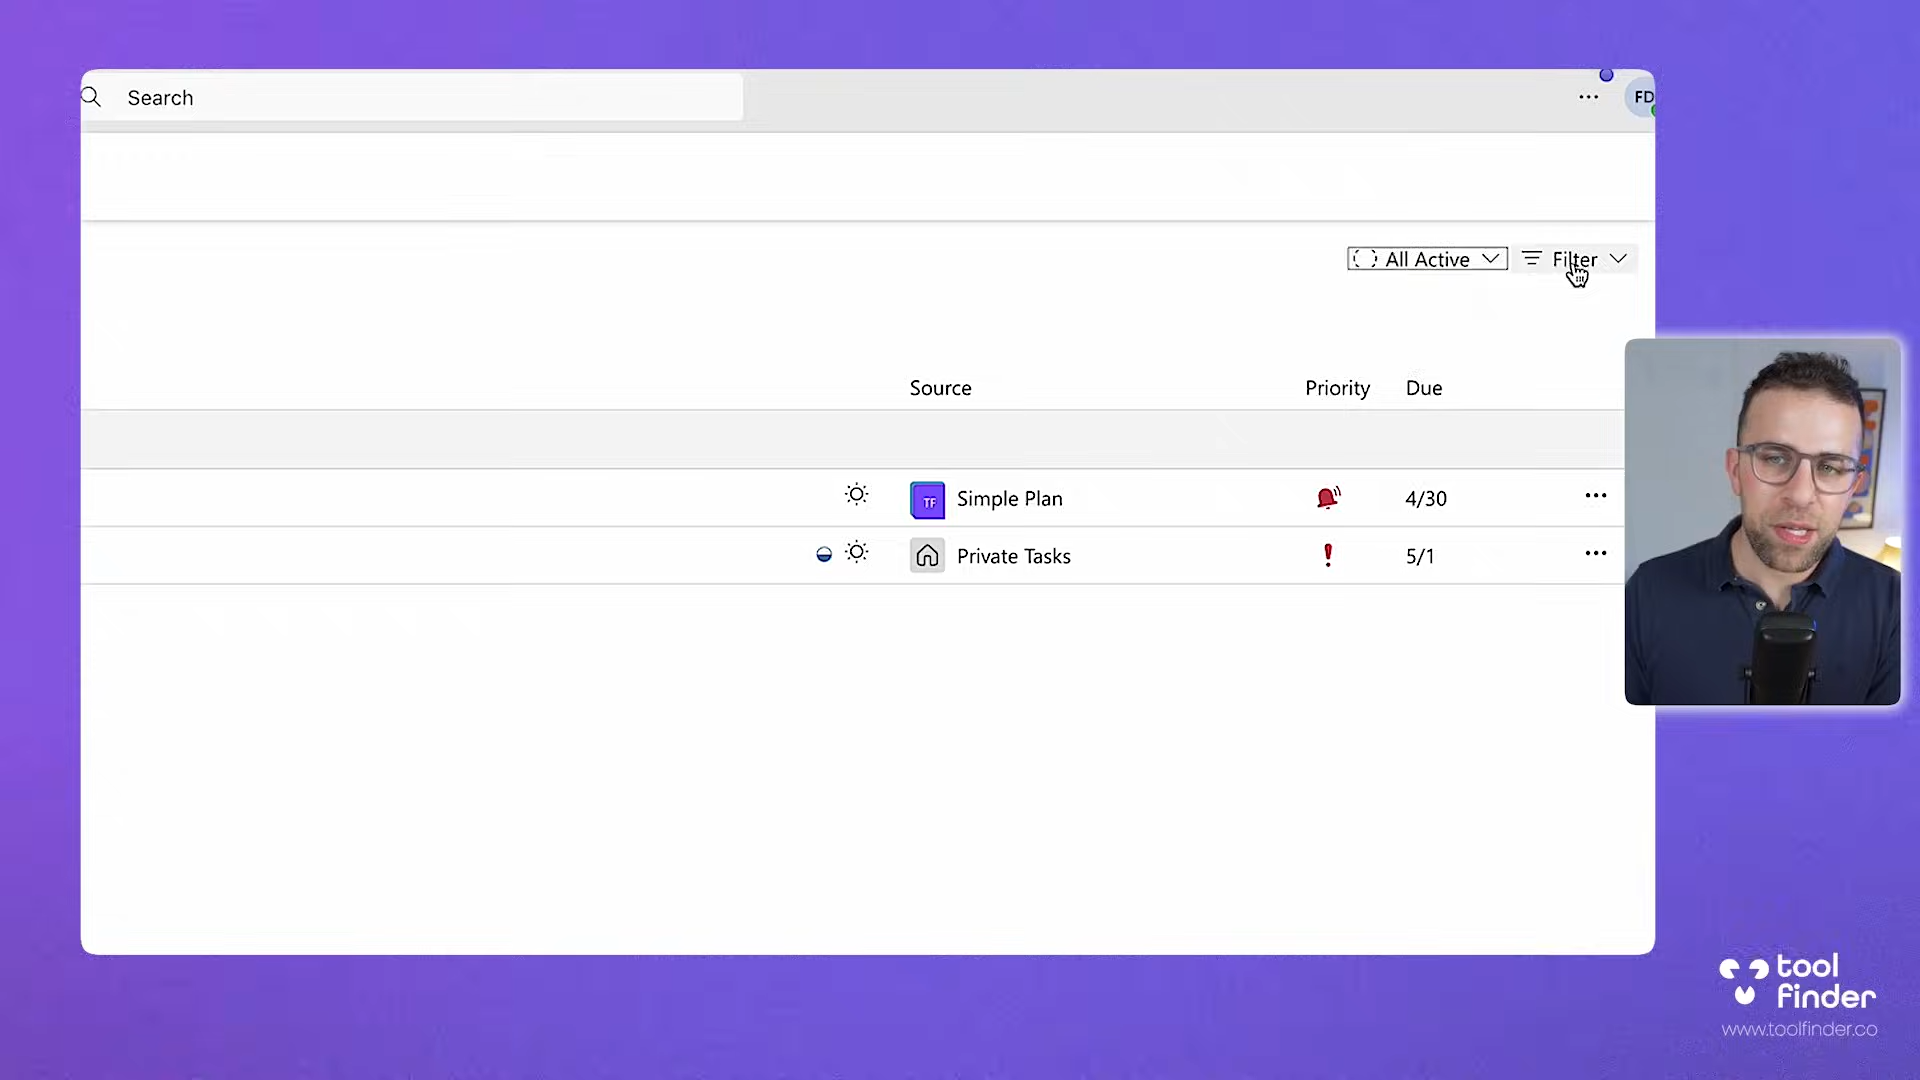 Search
FD
All Active
Filter
Source
Priority
Due
TF
Simple Plan
4/30
Private Tasks
5/1
tool
finder
www.toolfinder.co